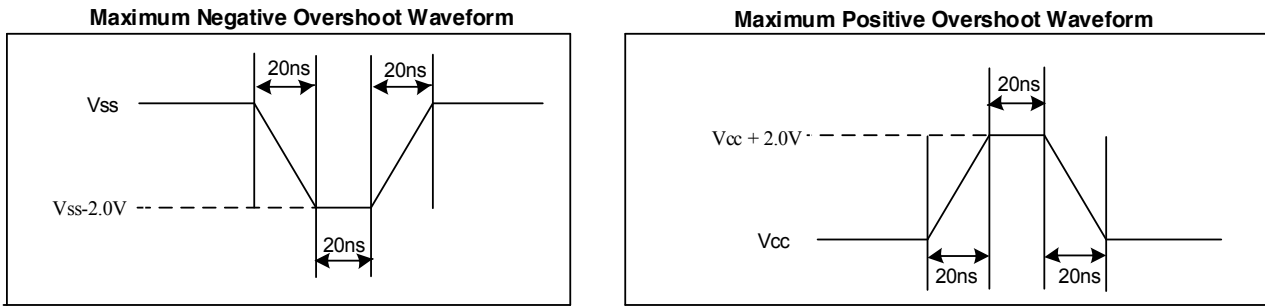 Maximum Negative Overshoot Waveform
20ns
20ns
Vss
Vss-2.0V
20ns
Maximum Positive Overshoot Waveform
20ns
Vcc + 2.0V
Vcc
20ns
20ns